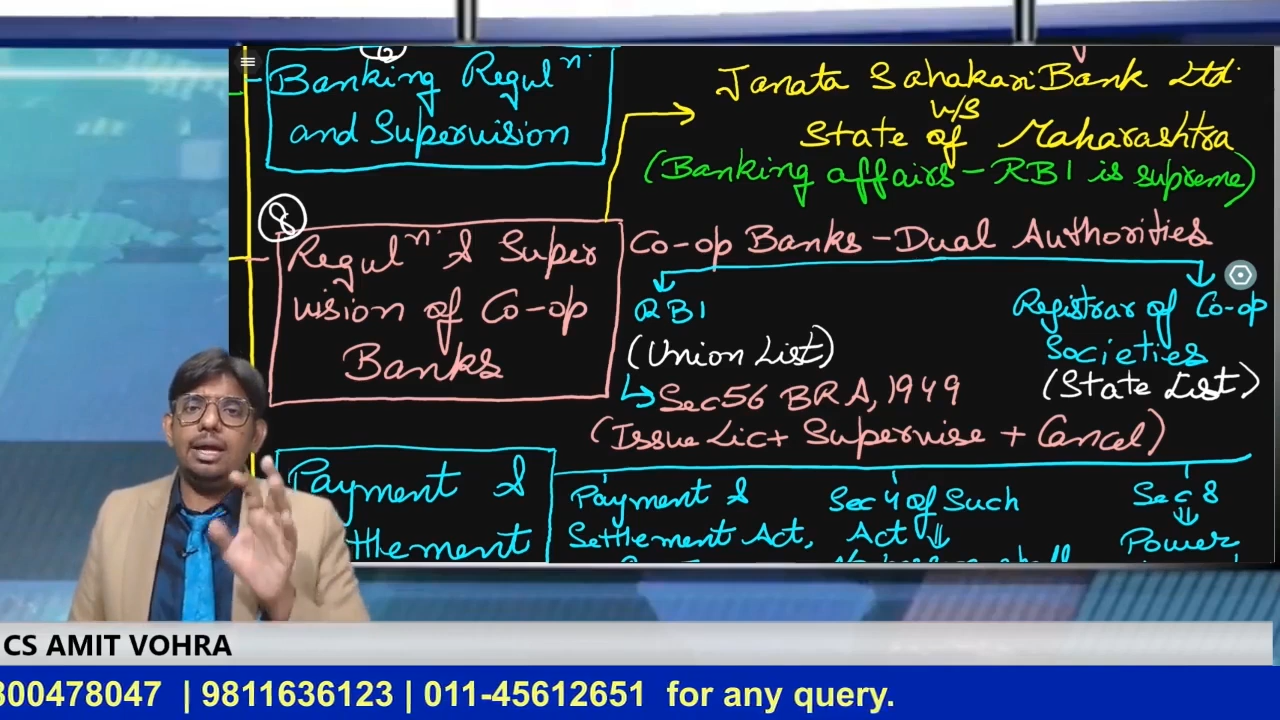 Banking Regulⁿ·
and Supervision
Janata Sahakari Bank Ltd.
v/s
State of Maharashtra
(Banking affairs - RBI is supreme)
8
Regulⁿ· & Super
vision of Co-op
Banks
Co-op Banks - Dual Authorities
RBI
(Union List)
Sec 56 BRA, 1949
(Issue Lic + Supervise + Cancel)
Registrar of Co-op
Societies
(State List)
Payment &
ttlement
Payment &
Settlement Act,
Sec 4 of Such
Act
Sec 8
Power
CS AMIT VOHRA
800478047 | 9811636123 | 011-45612651 for any query.